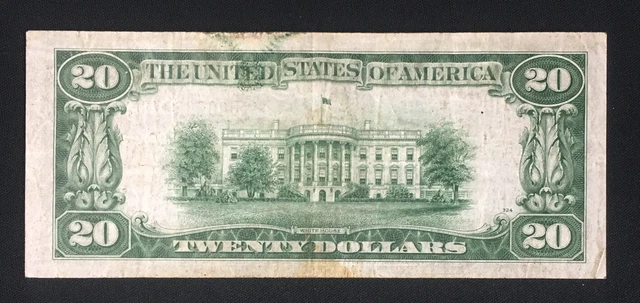 20 THE UNITED STATES OF AMERICA 20
WHITE HOUSE
20 TWENTY DOLLARS 20